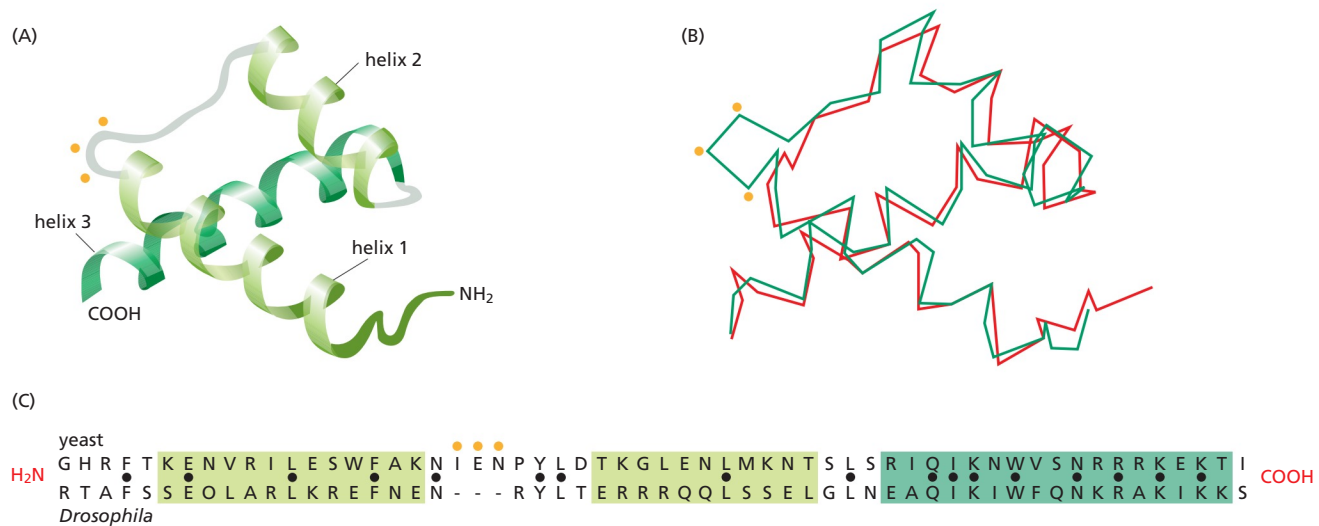 (A)
helix 2
helix 3
helix 1
NH2
COOH
(B)
(C)
yeast
G H R F T K E N V R I L E S W F A K N I E N P Y L D T K G L E N L M K N T S L S R I Q I K N W V S N R R R K E K T I
H2N
COOH
R T A F S S E O L A R L K R E F N E N - - - R Y L T E R R R Q Q L S S E L G L N E A Q I K I W F Q N K R A K I K K S
Drosophila